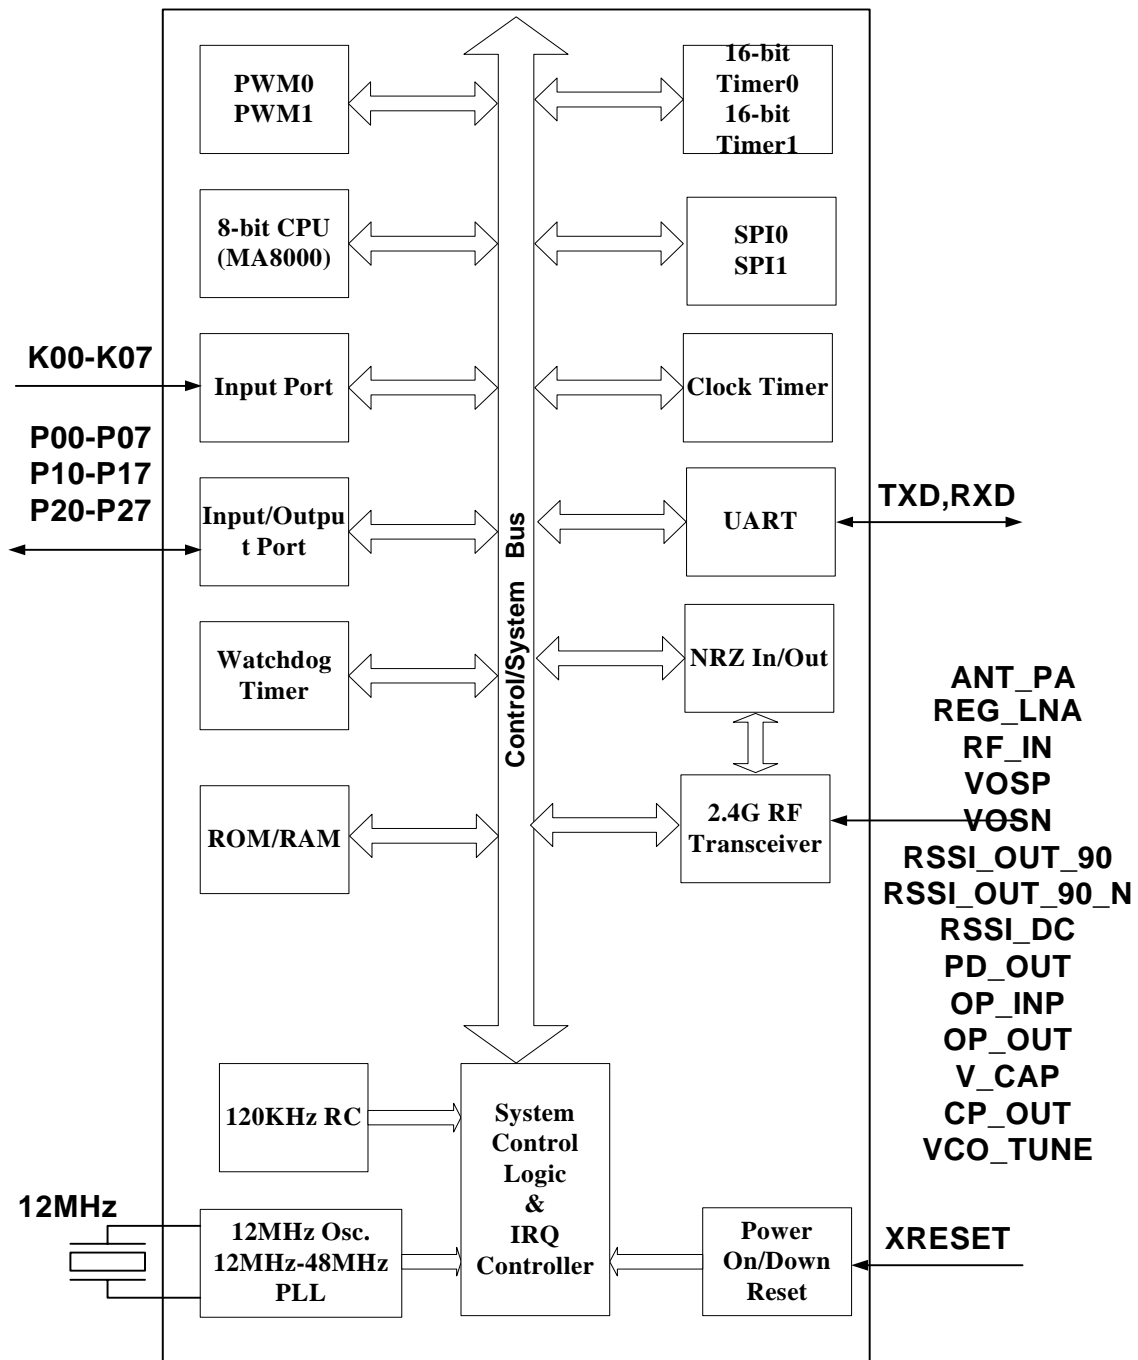 PWM0
PWM1
16-bit
Timer0
16-bit
Timer1
8-bit CPU
(MA8000)
SPI0
SPI1
K00-K07
Input Port
Clock Timer
P00-P07
P10-P17
P20-P27
Input/Outpu
t Port
Control/System Bus
UART
TXD,RXD
Watchdog
Timer
NRZ In/Out
ROM/RAM
2.4G RF
Transceiver
ANT_PA
REG_LNA
RF_IN
VOSP
VOSN
RSSI_OUT_90
RSSI_OUT_90_N
RSSI_DC
PD_OUT
OP_INP
OP_OUT
V_CAP
CP_OUT
VCO_TUNE
120KHz RC
System
Control
Logic
&
IRQ
Controller
12MHz
12MHz Osc.
12MHz-48MHz
PLL
Power
On/Down
Reset
XRESET